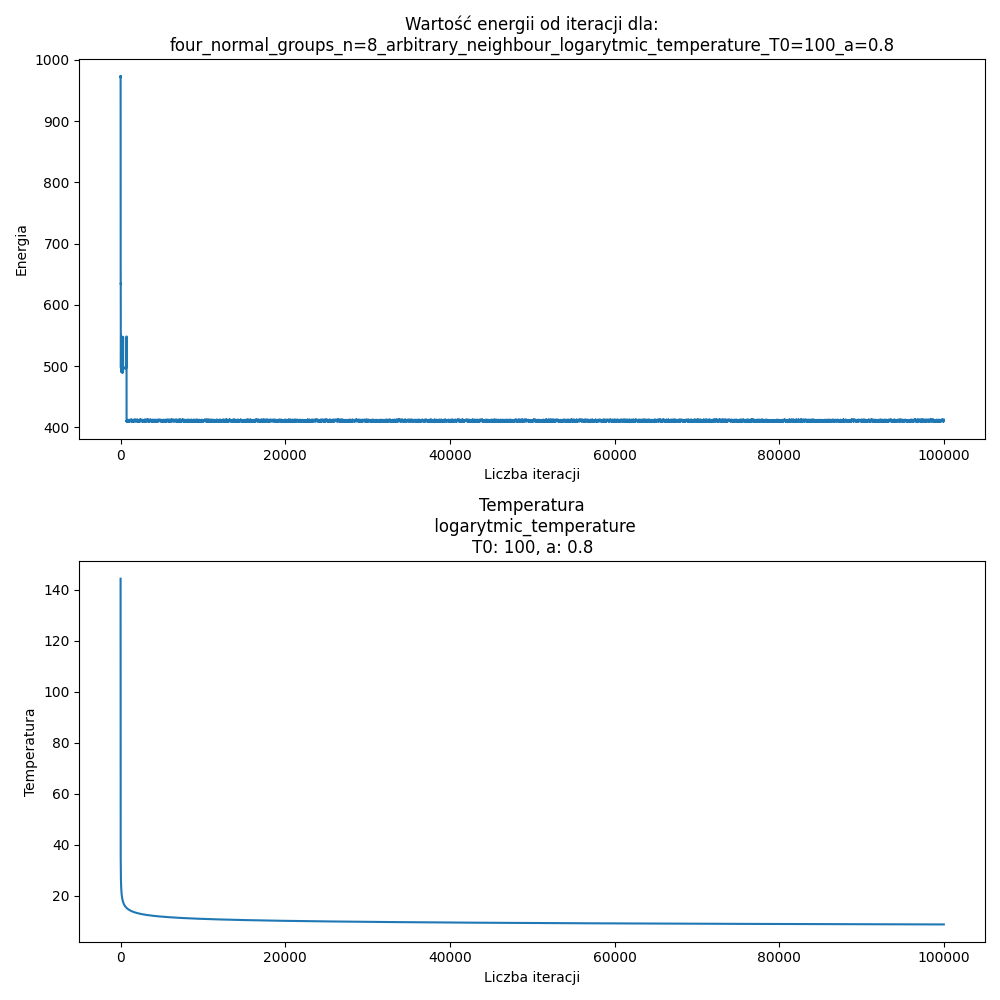 Wartość energii od iteracji dla:
four_normal_groups_n=8_arbitrary_neighbour_logarytmic_temperature_T0=100_a=0.8
1000
900
800
700
600
500
400
Energia
0 20000 40000 60000 80000 100000
Liczba iteracji
Temperatura
logarytmic_temperature
T0: 100, a: 0.8
140
120
100
80
60
40
20
Temperatura
0 20000 40000 60000 80000 100000
Liczba iteracji